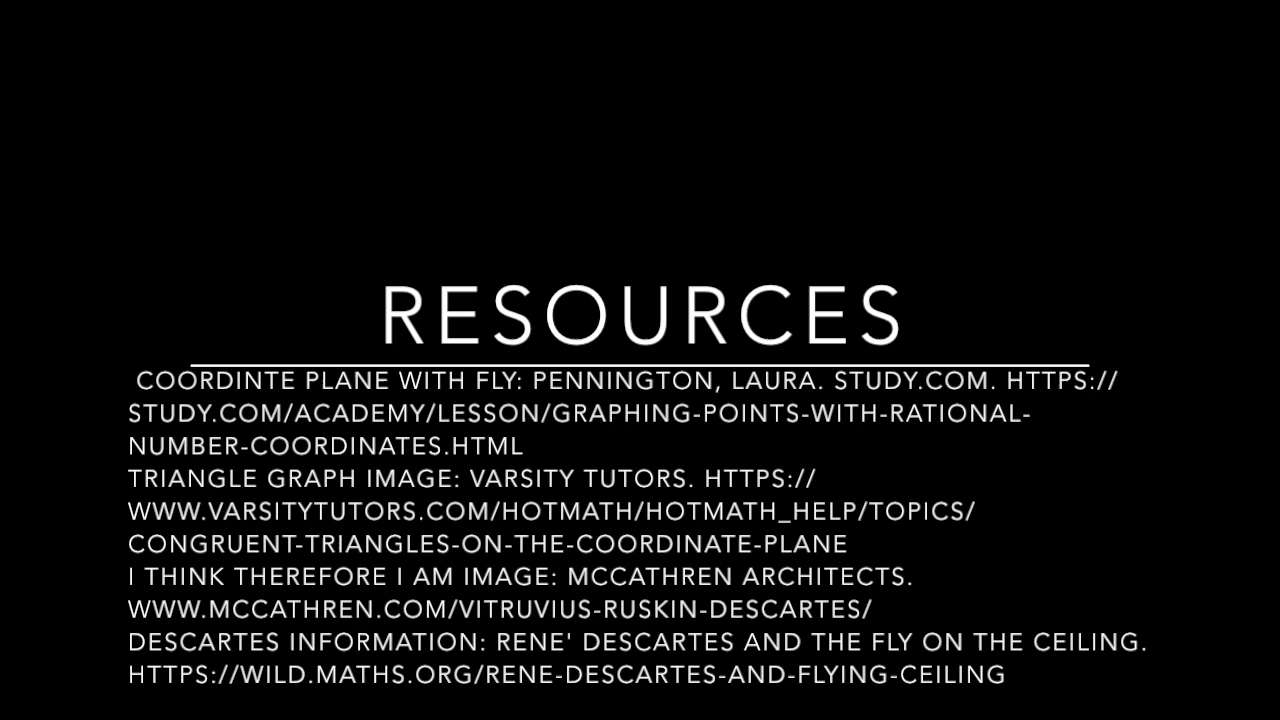 RESOURCES
COORDINTE PLANE WITH FLY: PENNINGTON, LAURA. STUDY.COM. HTTPS://
STUDY.COM/ACADEMY/LESSON/GRAPHING-POINTS-WITH-RATIONAL-
NUMBER-COORDINATES.HTML
TRIANGLE GRAPH IMAGE: VARSITY TUTORS. HTTPS://
WWW.VARSITYTUTORS.COM/HOTMATH/HOTMATH_HELP/TOPICS/
CONGRUENT-TRIANGLES-ON-THE-COORDINATE-PLANE
I THINK THEREFORE I AM IMAGE: MCCATHREN ARCHITECTS.
WWW.MCCATHREN.COM/VITRUVIUS-RUSKIN-DESCARTES/
DESCARTES INFORMATION: RENE' DESCARTES AND THE FLY ON THE CEILING.
HTTPS://WILD.MATHS.ORG/RENE-DESCARTES-AND-FLYING-CEILING